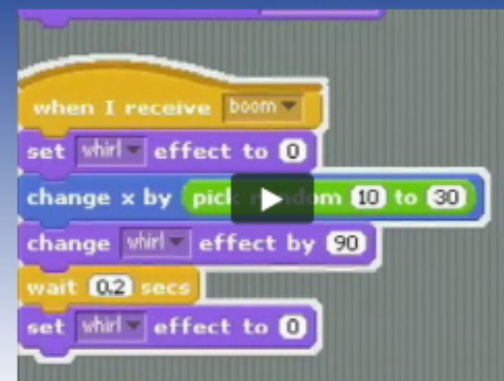 when I receive boom
set whirl effect to 0
change x by pick random 10 to 30
change whirl effect by 90
wait 0.2 secs
set whirl effect to 0